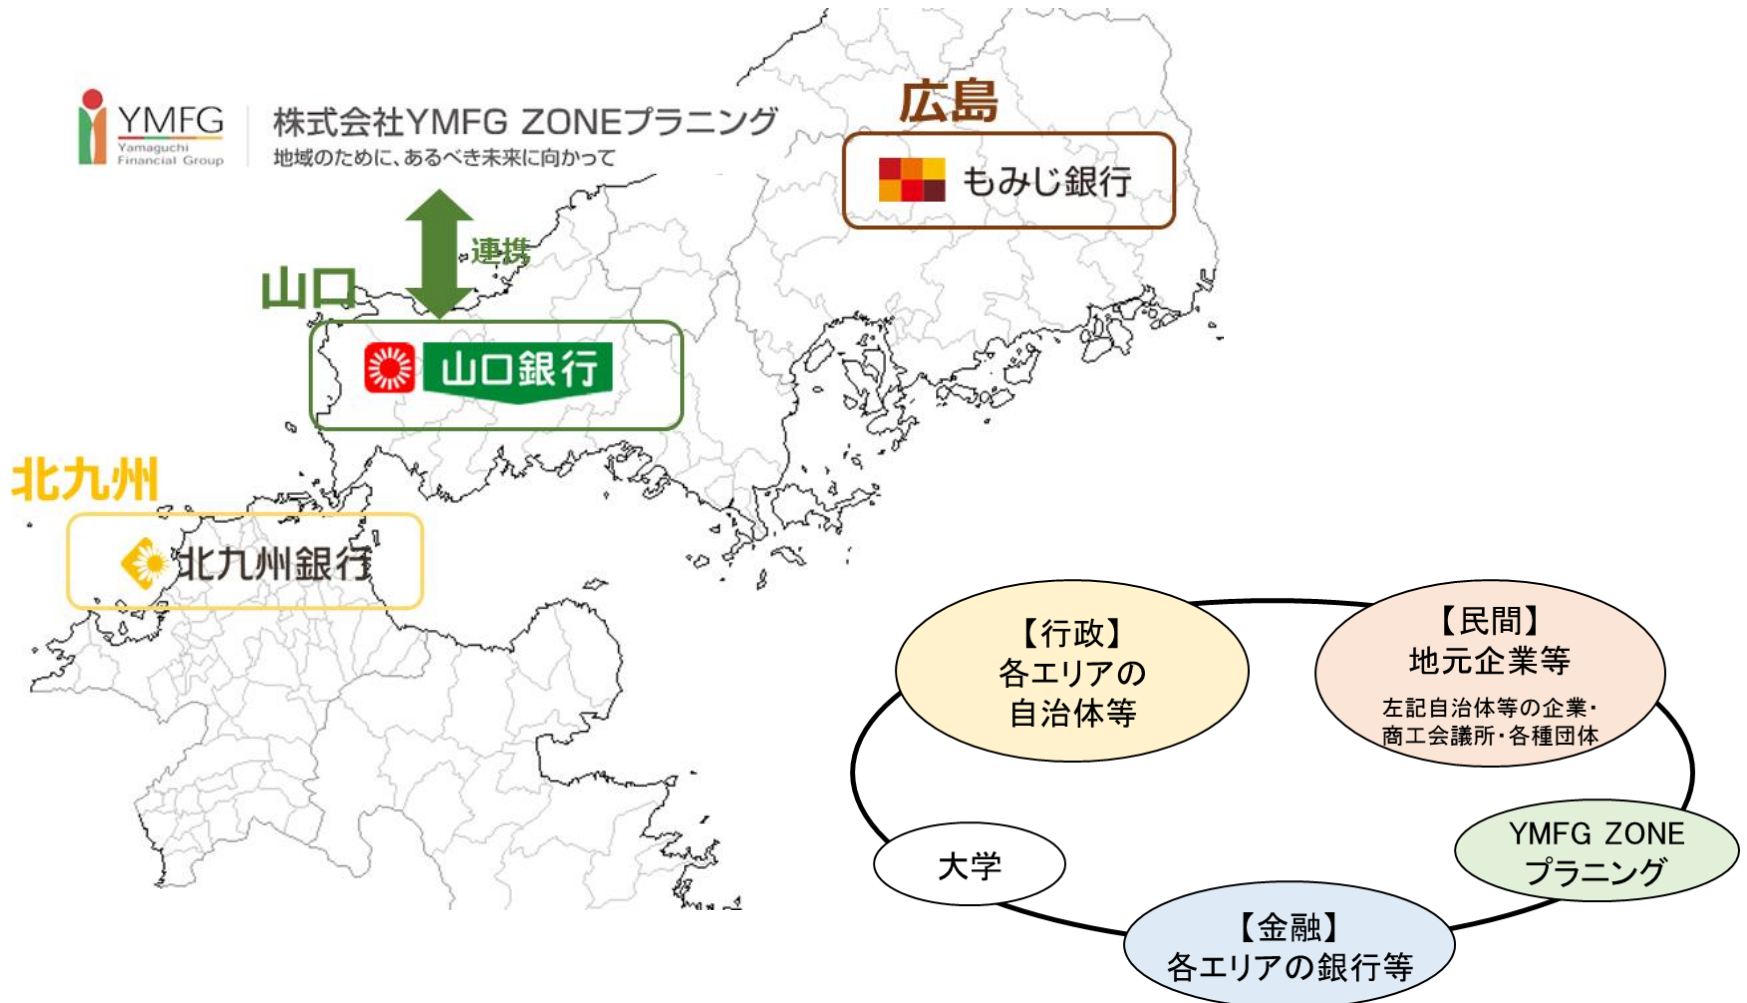 YMFG
Yamaguchi
Financial Group
株式会社YMFG ZONEプラニング
地域のために、あるべき未来に向かって
広島
もみじ銀行
連携
山口
山口銀行
北九州
北九州銀行
【行政】
各エリアの
自治体等
【民間】
地元企業等
左記自治体等の企業・
商工会議所・各種団体
YMFG ZONE
プラニング
大学
【金融】
各エリアの銀行等